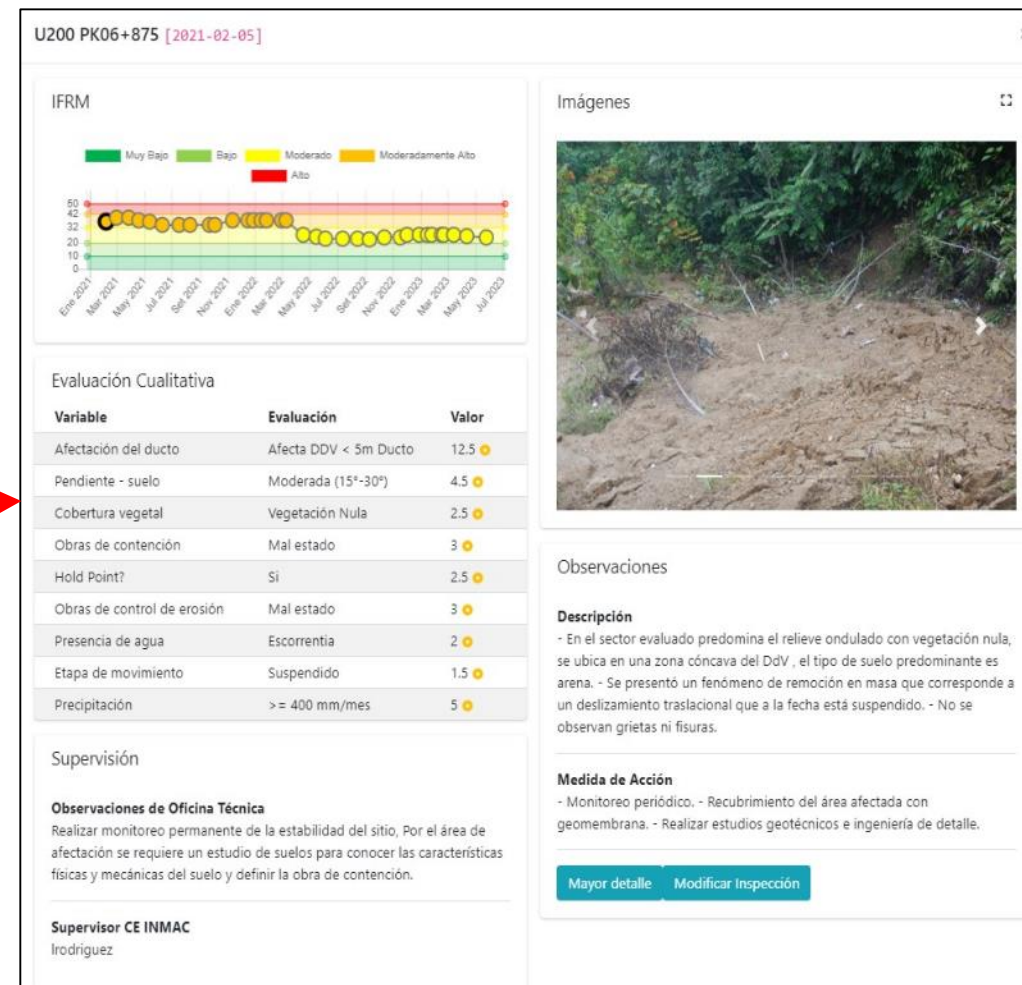 U200 PK06+875 [2021-02-05]
IFRM
Muy Bajo Bajo Moderado Moderadamente Alto
Alto
50
42
32
20
10
0
Ene 2021 Mar 2021 May 2021 Jul 2021 Set 2021 Nov 2021 Ene 2022 Mar 2022 May 2022 Jul 2022 Set 2022 Nov 2022 Ene 2023 Mar 2023 May 2023 Jul 2023
Evaluación Cualitativa
Variable Evaluación Valor
Afectación del ducto Afecta DDV < 5m Ducto 12.5
Pendiente - suelo Moderada (15°-30°) 4.5
Cobertura vegetal Vegetación Nula 2.5
Obras de contención Mal estado 3
Hold Point? Si 2.5
Obras de control de erosión Mal estado 3
Presencia de agua Escorrentia 2
Etapa de movimiento Suspendido 1.5
Precipitación >= 400 mm/mes 5
Supervisión
Observaciones de Oficina Técnica
Realizar monitoreo permanente de la estabilidad del sitio, Por el área de
afectación se requiere un estudio de suelos para conocer las características
físicas y mecánicas del suelo y definir la obra de contención.
Supervisor CE INMAC
lrodriguez
Imágenes
Observaciones
Descripción
- En el sector evaluado predomina el relieve ondulado con vegetación nula,
se ubica en una zona cóncava del DdV , el tipo de suelo predominante es
arena. - Se presentó un fenómeno de remoción en masa que corresponde a
un deslizamiento traslacional que a la fecha está suspendido. - No se
observan grietas ni fisuras.
Medida de Acción
- Monitoreo periódico. - Recubrimiento del área afectada con
geomembrana. - Realizar estudios geotécnicos e ingeniería de detalle.
Mayor detalle Modificar Inspección